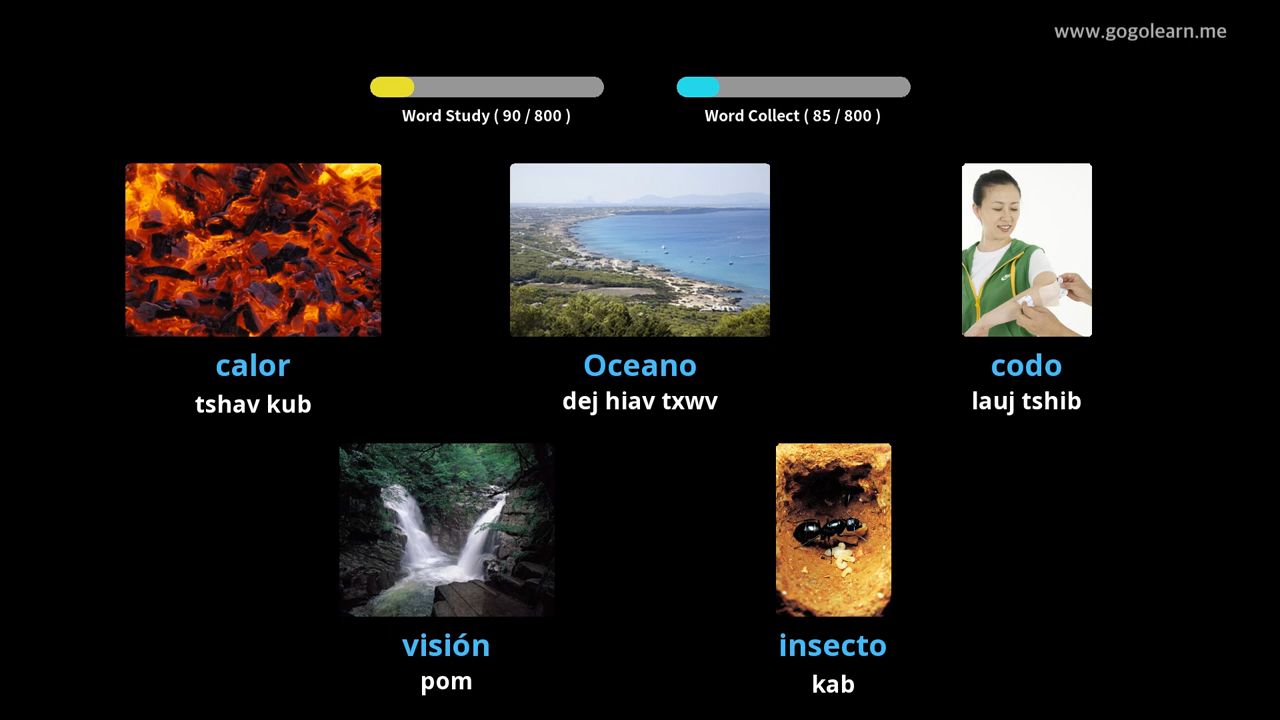 www.gogolearn.me
Word Study ( 90 / 800 )
Word Collect ( 85 / 800 )
calor
tshav kub
Oceano
dej hiav txwv
codo
lauj tshib
visión
pom
insecto
kab